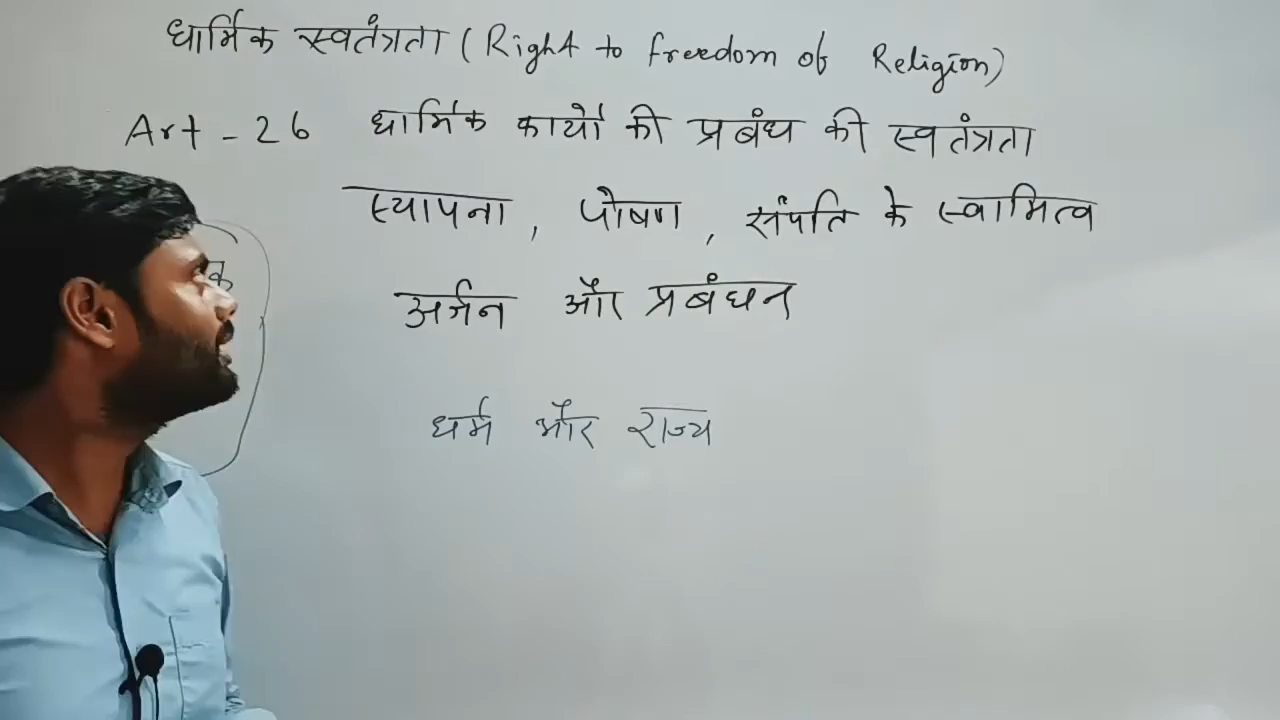 धार्मिक स्वतंत्रता (Right to freedom of Religion)
Art - 26 धार्मिक कार्यो की प्रबंध की स्वतंत्रता
स्थापना, पोषण, संपति के स्वामित्व
अर्जन और प्रबंधन
धर्म और राज्य